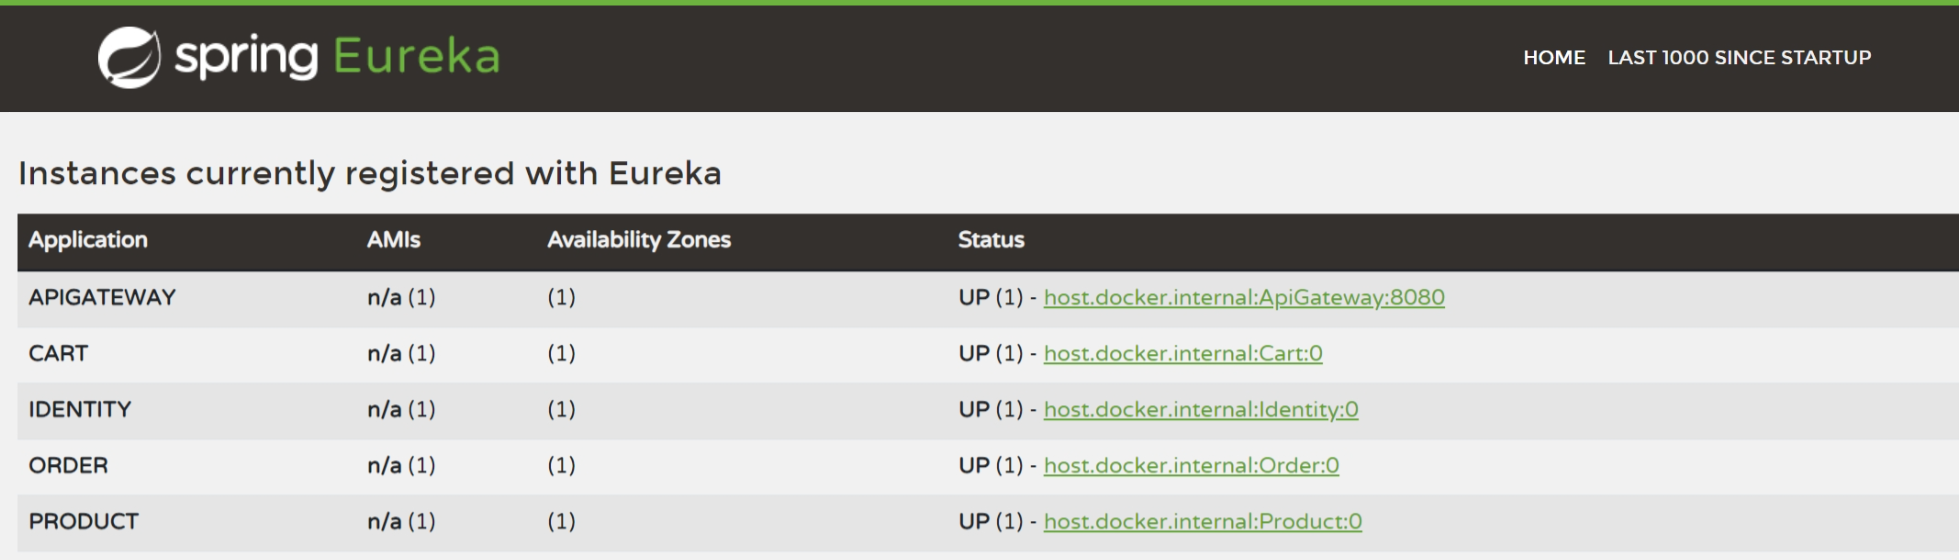 spring Eureka
HOME LAST 1000 SINCE STARTUP
Instances currently registered with Eureka
Application AMIs Availability Zones Status
APIGATEWAY n/a (1) (1) UP (1) - host.docker.internal:ApiGateway:8080
CART n/a (1) (1) UP (1) - host.docker.internal:Cart:0
IDENTITY n/a (1) (1) UP (1) - host.docker.internal:Identity:0
ORDER n/a (1) (1) UP (1) - host.docker.internal:Order:0
PRODUCT n/a (1) (1) UP (1) - host.docker.internal:Product:0